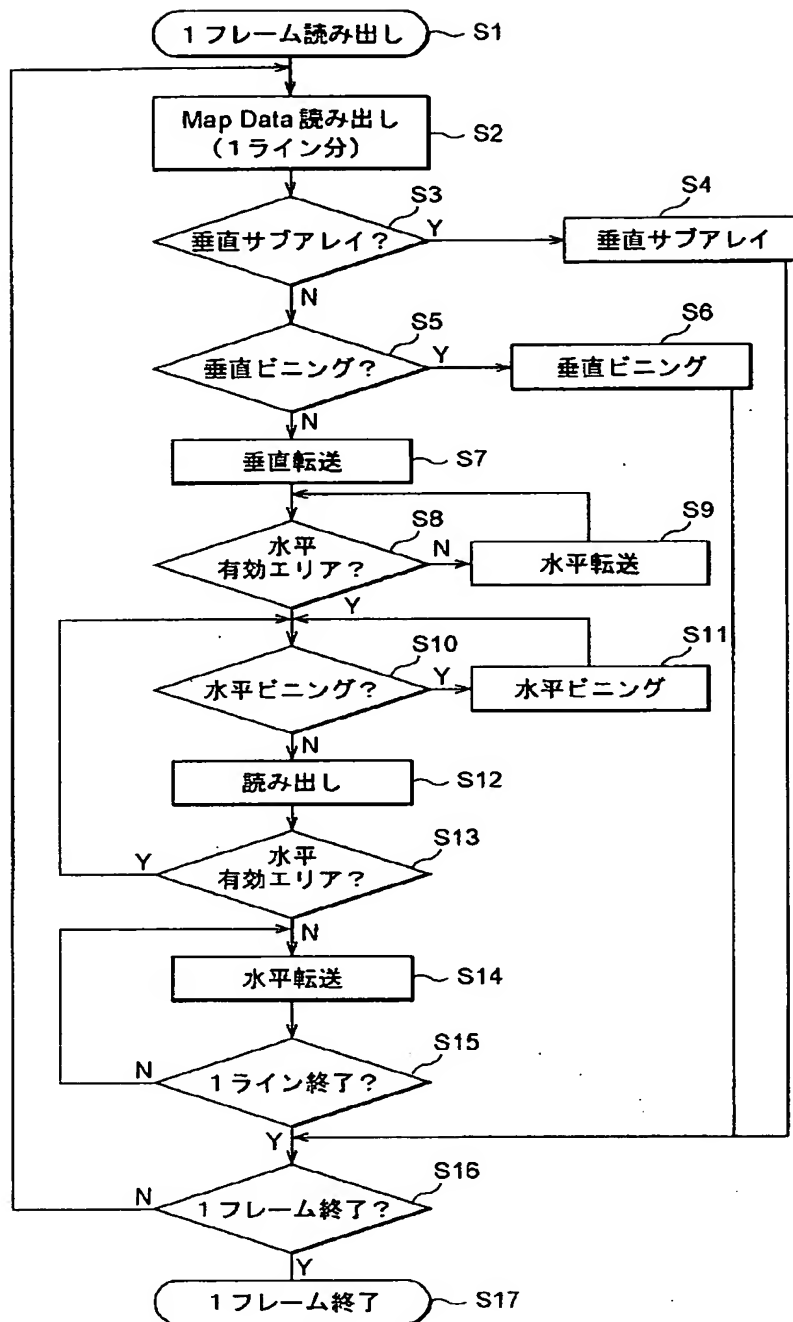 1フレーム読み出し
S1
Map Data 読み出し
(1ライン分)
S2
S3
垂直サブアレイ?
Y
S4
垂直サブアレイ
N
S5
垂直ビニング?
Y
S6
垂直ビニング
N
垂直転送
S7
S8
水平
有効エリア?
N
S9
水平転送
Y
S10
水平ビニング?
Y
S11
水平ビニング
N
読み出し
S12
S13
水平
有効エリア?
Y
N
水平転送
S14
S15
1ライン終了?
N
Y
S16
1フレーム終了?
N
Y
1フレーム終了
S17